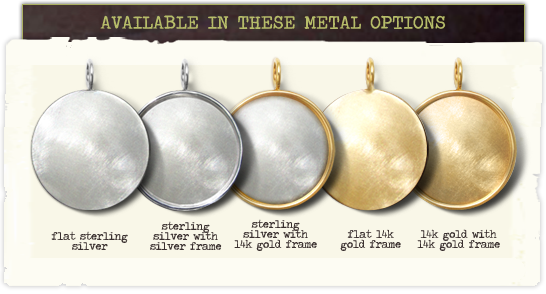 AVAILABLE IN THESE METAL OPTIONS
flat sterling
silver
sterling
silver with
silver frame
sterling
silver with
14k gold frame
flat 14k
gold frame
14k gold with
14k gold frame